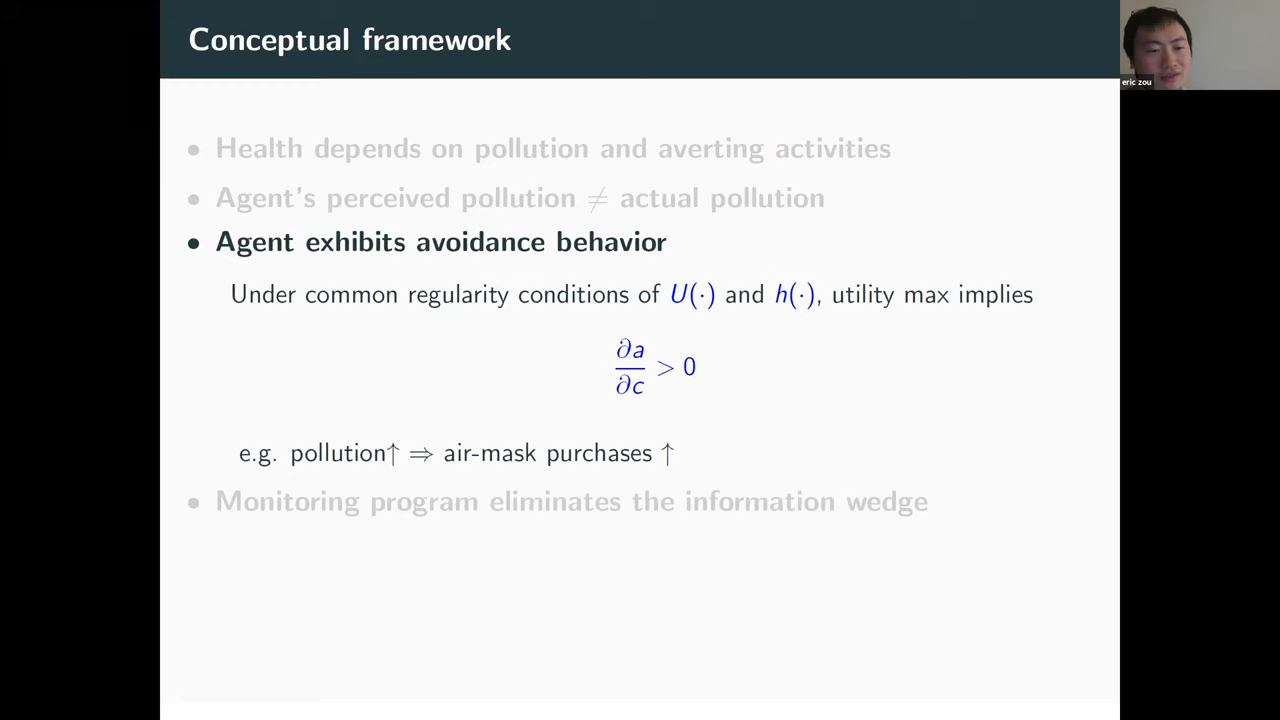 Conceptual framework
eric zou
• Health depends on pollution and averting activities
• Agent's perceived pollution ≠ actual pollution
• Agent exhibits avoidance behavior
Under common regularity conditions of U(·) and h(·), utility max implies
∂a/∂c > 0
e.g. pollution↑ ⇒ air-mask purchases ↑
• Monitoring program eliminates the information wedge